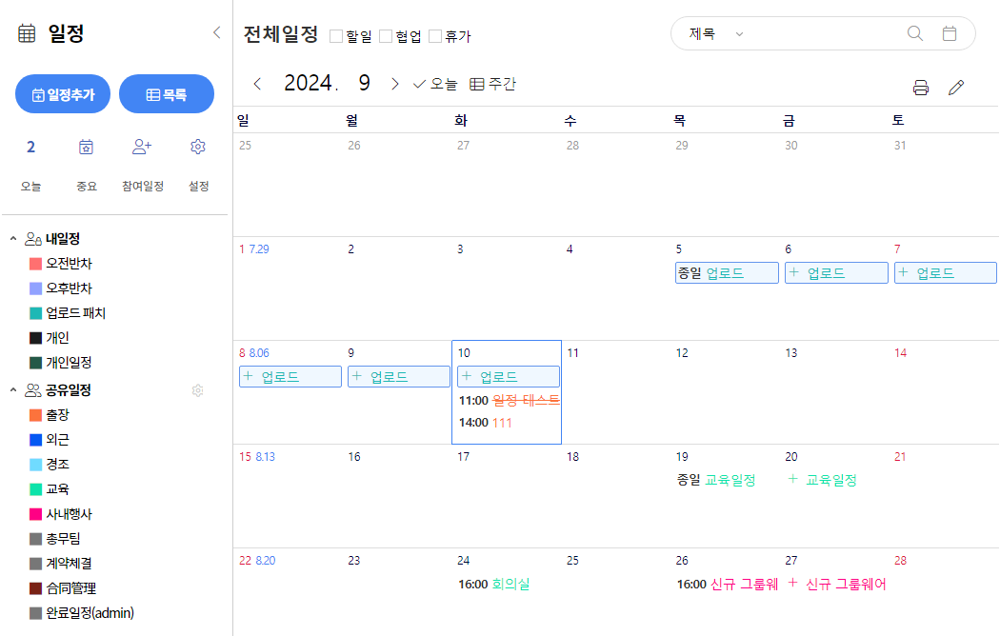 일정
일정추가 목록
2
오늘 중요 참여일정 설정
내일정
오전반차
오후반차
업로드 패치
개인
개인일정
공유일정
출장
외근
경조
교육
사내행사
총무팀
계약체결
合同管理
완료일정(admin)
전체일정 할일 협업 휴가
제목
2024. 9 오늘 주간
일 월 화 수 목 금 토
25 26 27 28 29 30 31
1 7.29 2 3 4 5 6 7
종일 업로드 + 업로드 + 업로드
8 8.06 9 10 11 12 13 14
+ 업로드 + 업로드 + 업로드
11:00 일정 테스트
14:00 111
15 8.13 16 17 18 19 20 21
종일 교육일정 + 교육일정
22 8.20 23 24 25 26 27 28
16:00 회의실 16:00 신규 그룹웨 + 신규 그룹웨어